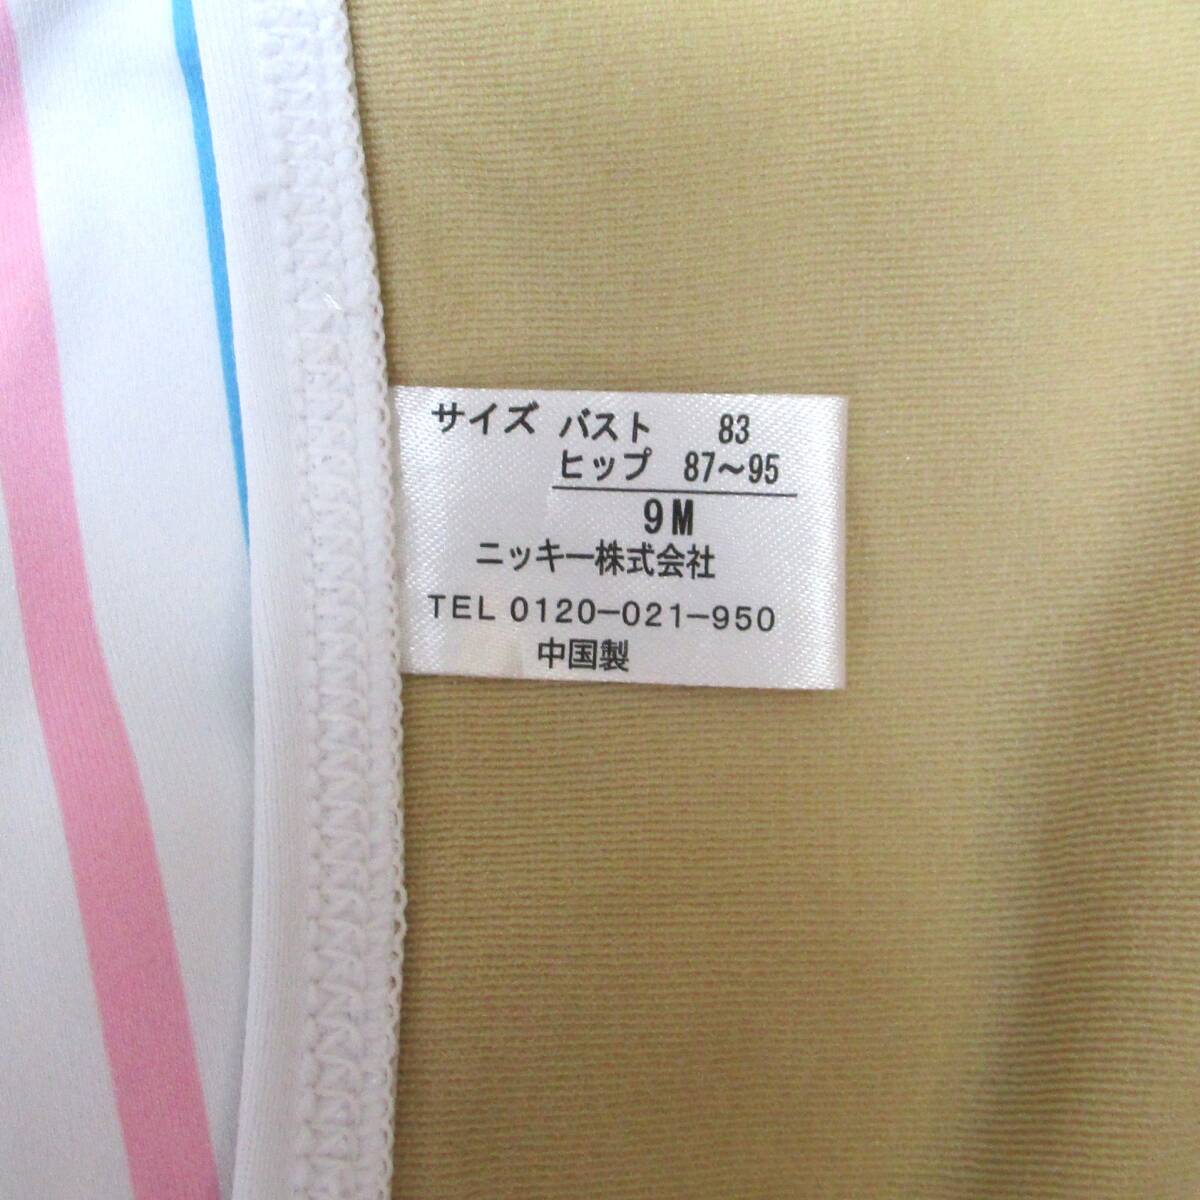 サイズ バスト 83
ヒップ 87〜95
9M
ニッキー株式会社
TEL 0120-021-950
中国製